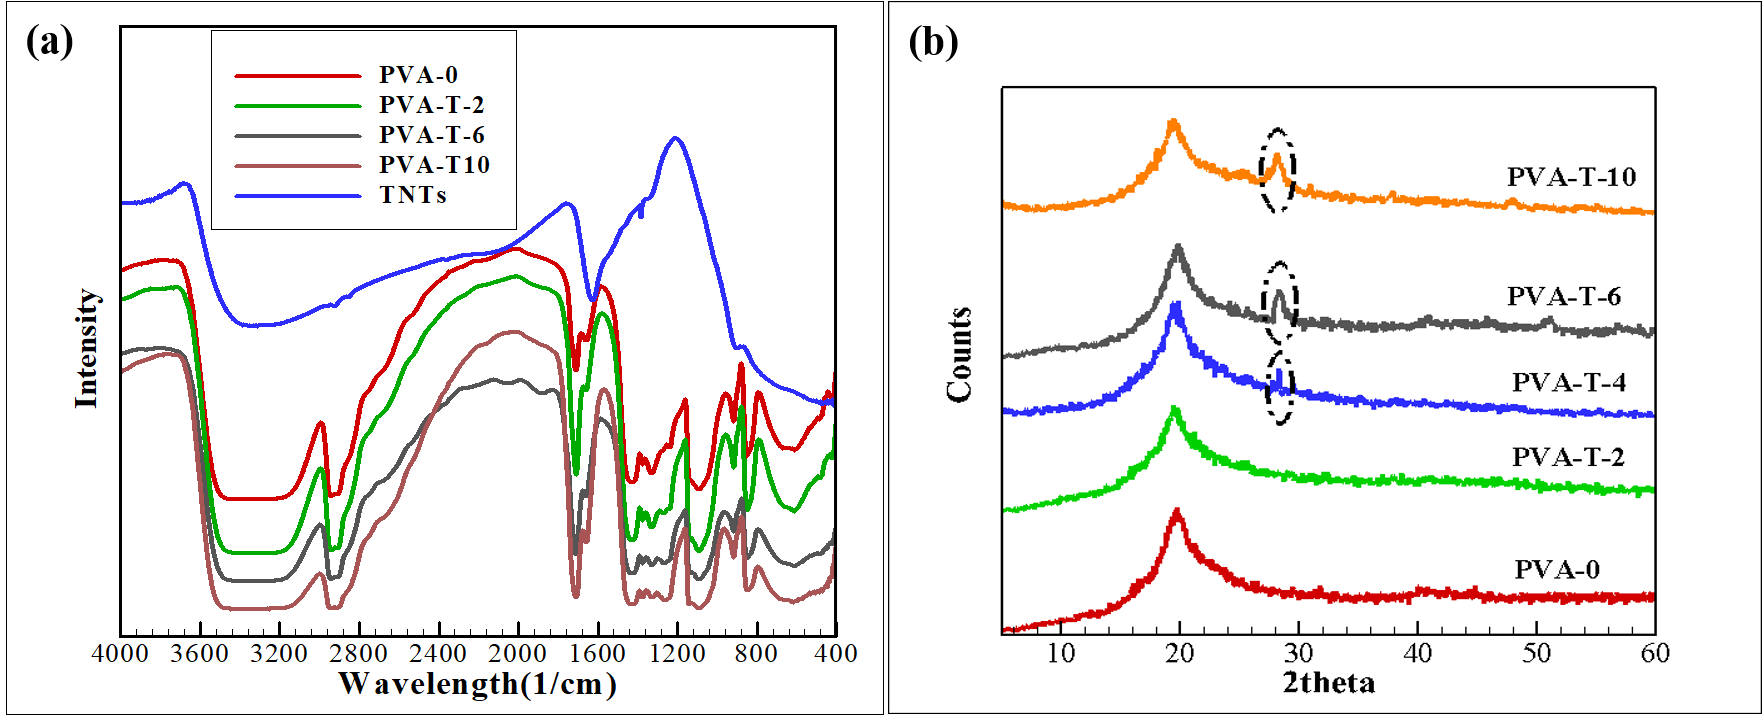 (a)
PVA-0
PVA-T-2
PVA-T-6
PVA-T10
TNTs
Intensity
4000 3600 3200 2800 2400 2000 1600 1200 800 400
Wavelength(1/cm)
(b)
PVA-T-10
PVA-T-6
PVA-T-4
PVA-T-2
PVA-0
Counts
10 20 30 40 50 60
2theta